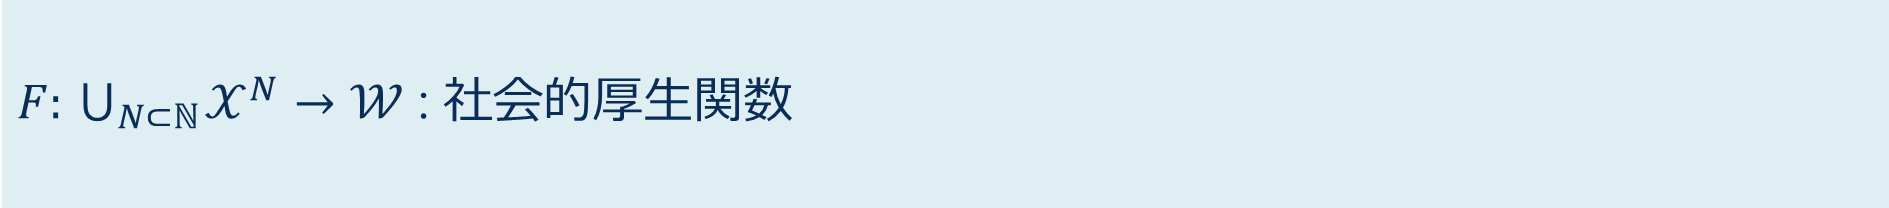 F: ⋃_{N⊂ℕ} 𝒳^N → 𝒲 : 社会的厚生関数